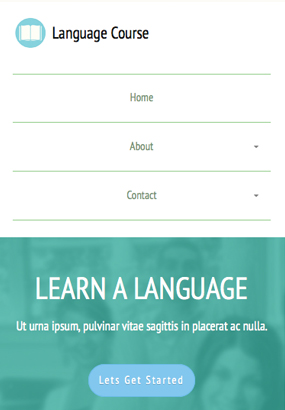 Language Course
Home
About
Contact
LEARN A LANGUAGE
Ut urna ipsum, pulvinar vitae sagittis in placerat ac nulla.
Lets Get Started